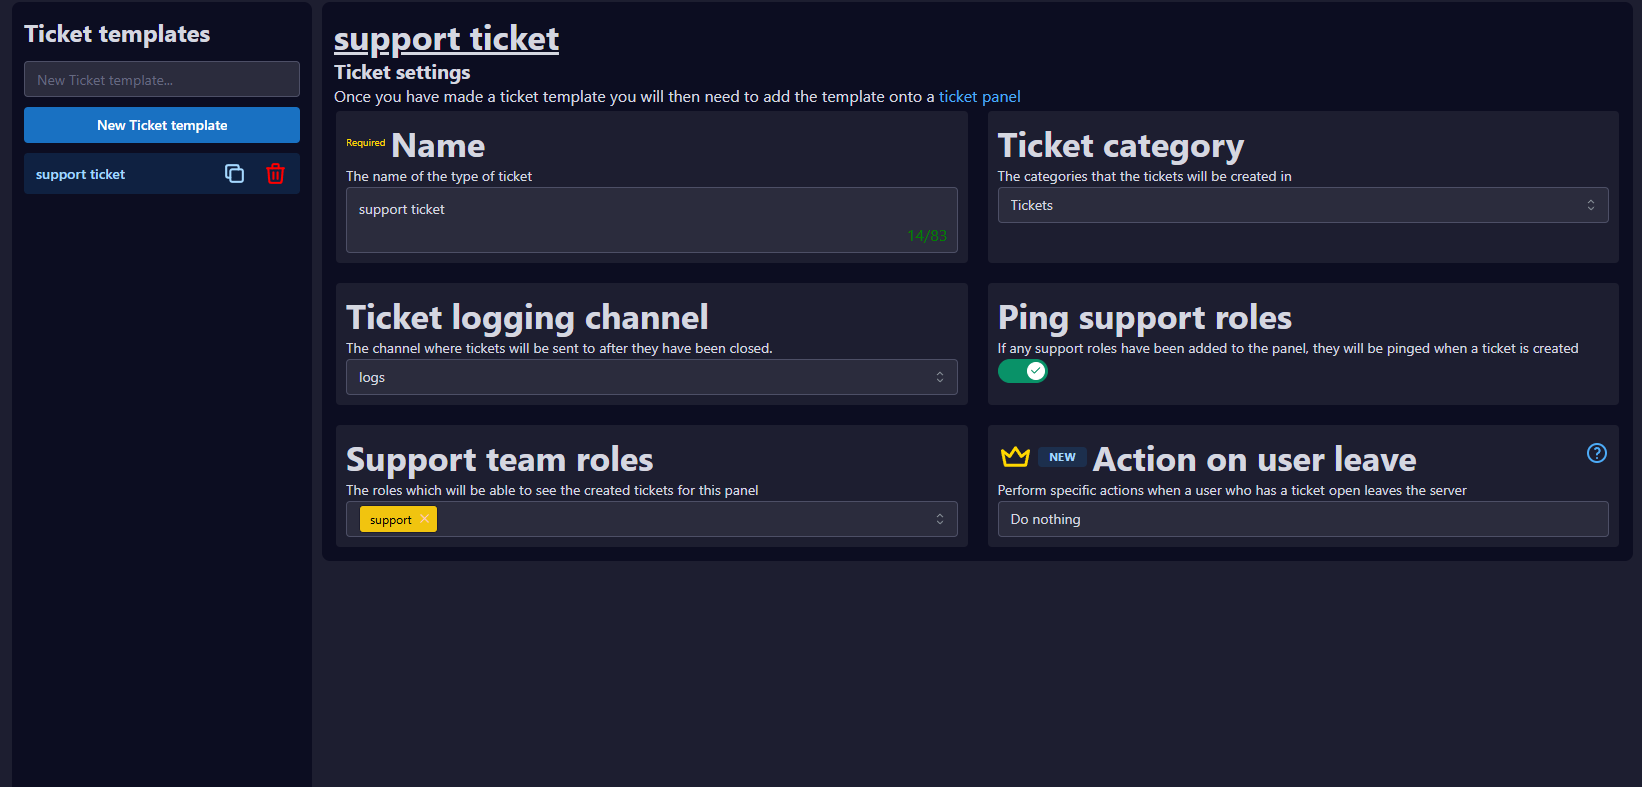 Ticket templates
New Ticket template...
New Ticket template
support ticket
support ticket
Ticket settings
Once you have made a ticket template you will then need to add the template onto a ticket panel
Required Name
The name of the type of ticket
support ticket
14/83
Ticket category
The categories that the tickets will be created in
Tickets
Ticket logging channel
The channel where tickets will be sent to after they have been closed.
logs
Ping support roles
If any support roles have been added to the panel, they will be pinged when a ticket is created
Support team roles
The roles which will be able to see the created tickets for this panel
support
NEW Action on user leave
Perform specific actions when a user who has a ticket open leaves the server
Do nothing